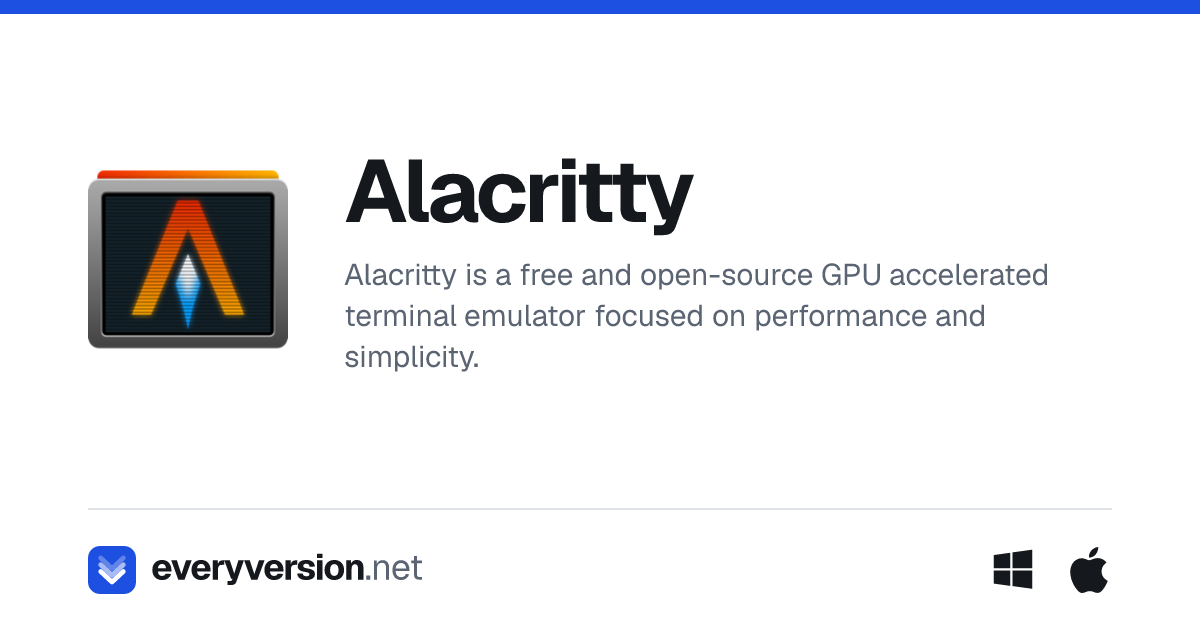 Alacritty
Alacritty is a free and open-source GPU accelerated
terminal emulator focused on performance and
simplicity.
everyversion.net